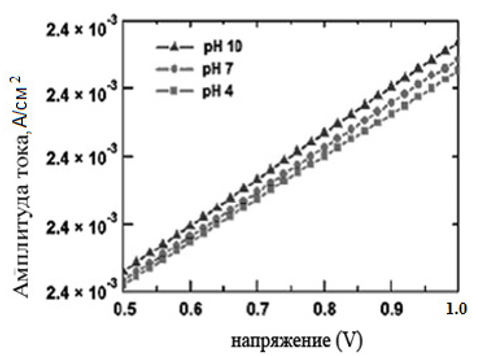 2.4 × 10⁻³
2.4 × 10⁻³
2.4 × 10⁻³
2.4 × 10⁻³
2.4 × 10⁻³
Амплитуда тока, А/см²
pH 10
pH 7
pH 4
0.5 0.6 0.7 0.8 0.9 1.0
напряжение (V)